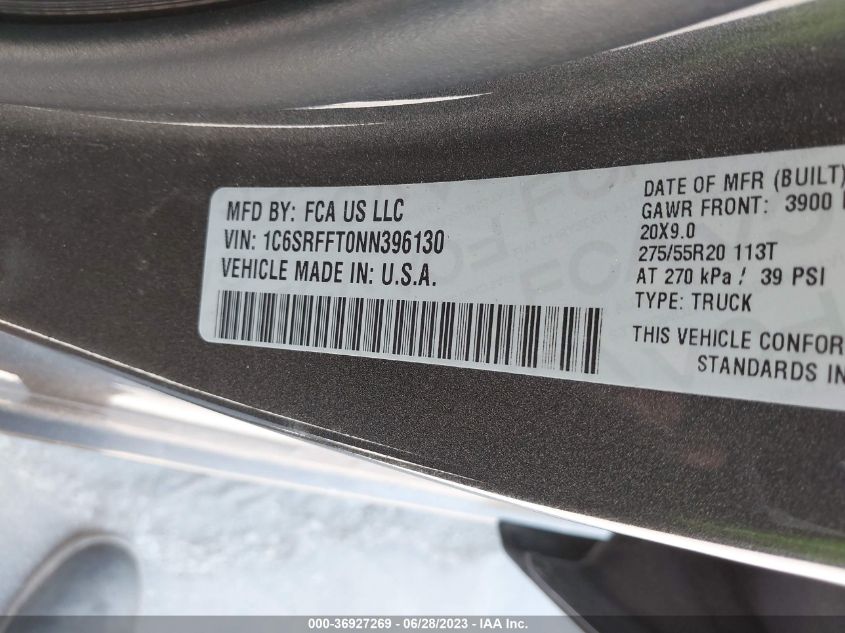 MFD BY: FCA US LLC
VIN: 1C6SRFFT0NN396130
VEHICLE MADE IN: U.S.A.
DATE OF MFR (BUILT)
GAWR FRONT: 3900
20X9.0
275/55R20 113T
AT 270 kPa / 39 PSI
TYPE: TRUCK
THIS VEHICLE CONFOR
STANDARDS IN
000-36927269 - 06/28/2023 - IAA Inc.